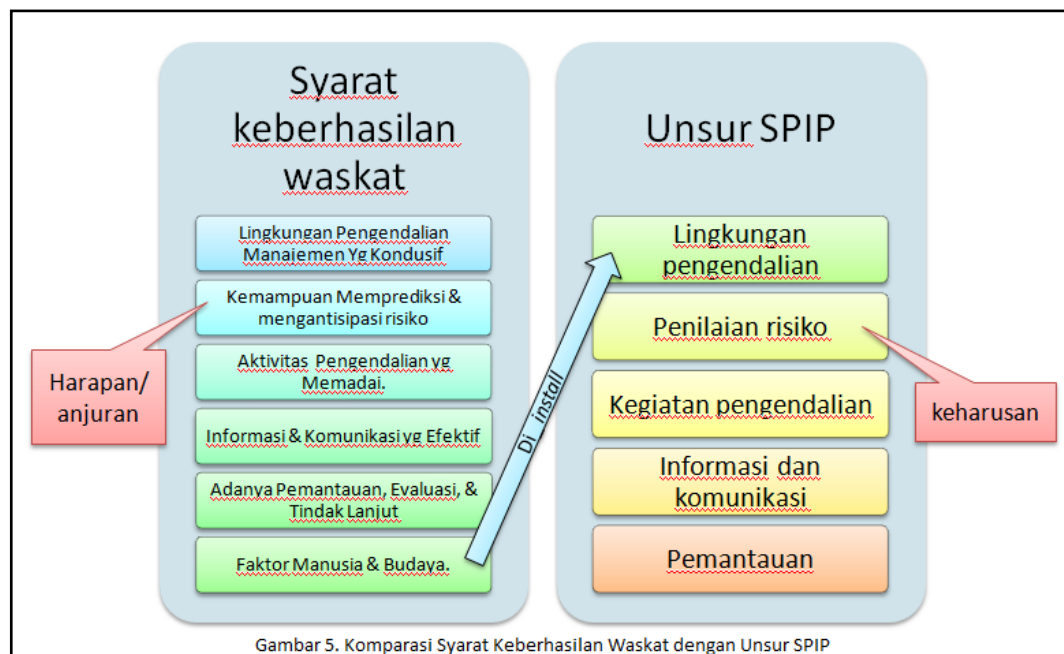 Syarat
keberhasilan
waskat
Lingkungan Pengendalian
Manajemen Yg Kondusif
Kemampuan Memprediksi &
mengantisipasi risiko
Aktivitas Pengendalian yg
Memadai.
Informasi & Komunikasi yg Efektif
Adanya Pemantauan, Evaluasi, &
Tindak Lanjut
Faktor Manusia & Budaya.
Harapan/
anjuran
Di install
Unsur SPIP
Lingkungan
pengendalian
Penilaian risiko
Kegiatan pengendalian
Informasi dan
komunikasi
Pemantauan
keharusan
Gambar 5. Komparasi Syarat Keberhasilan Waskat dengan Unsur SPIP